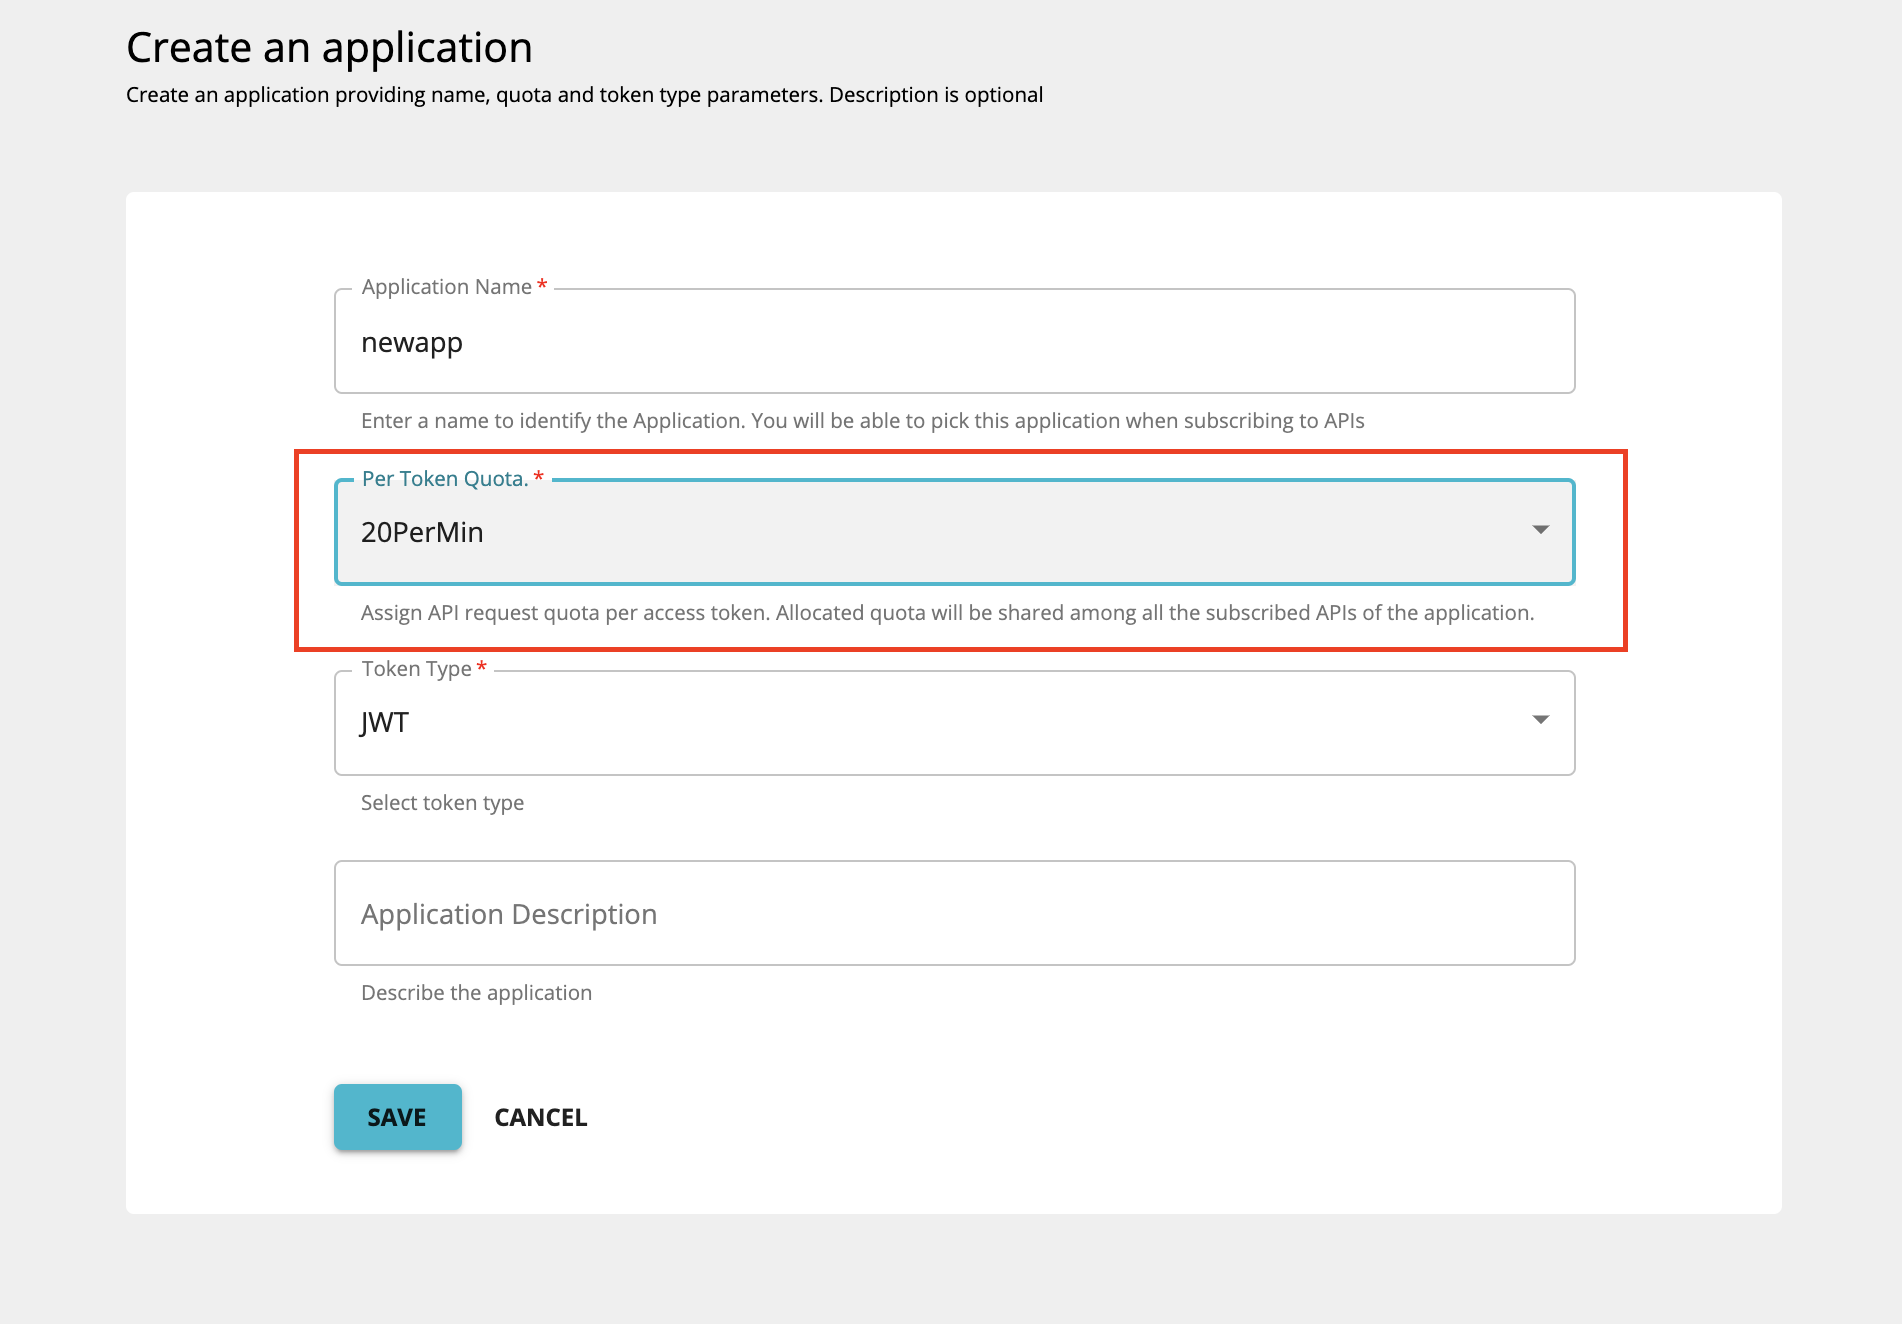 Create an application
Create an application providing name, quota and token type parameters. Description is optional
Application Name *
newapp
Enter a name to identify the Application. You will be able to pick this application when subscribing to APIs
Per Token Quota. *
20PerMin
Assign API request quota per access token. Allocated quota will be shared among all the subscribed APIs of the application.
Token Type *
JWT
Select token type
Application Description
Describe the application
SAVE CANCEL